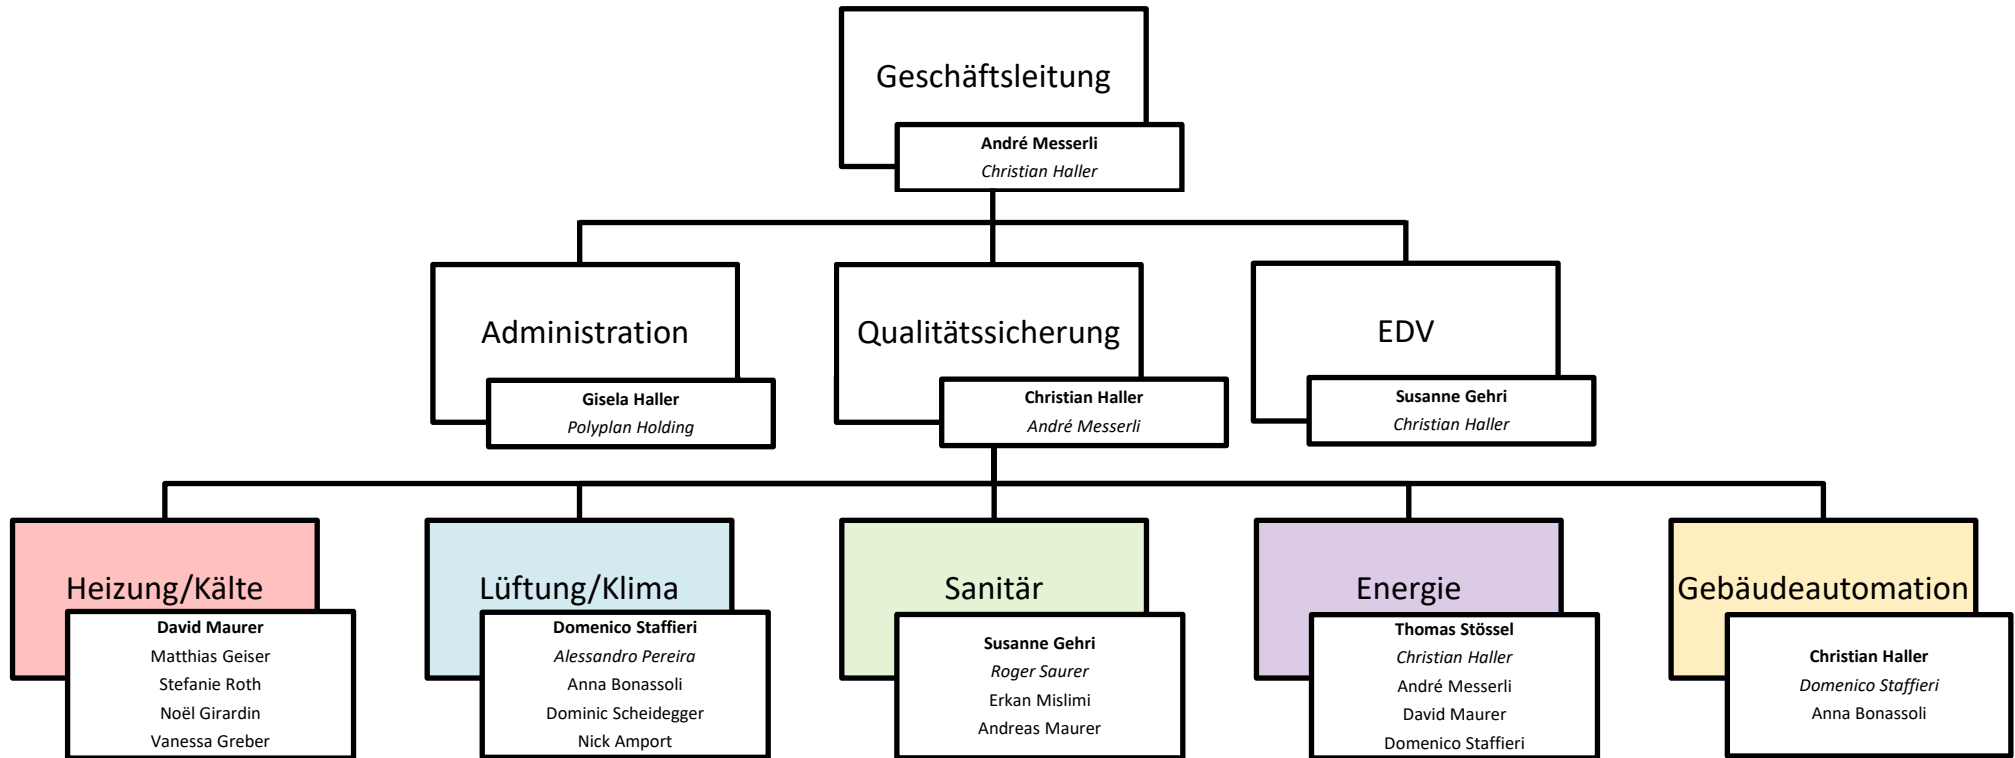 Geschäftsleitung
André Messerli
Christian Haller
Administration
Gisela Haller
Polyplan Holding
Qualitätssicherung
Christian Haller
André Messerli
EDV
Susanne Gehri
Christian Haller
Heizung/Kälte
David Maurer
Matthias Geiser
Stefanie Roth
Noël Girardin
Vanessa Greber
Lüftung/Klima
Domenico Staffieri
Alessandro Pereira
Anna Bonassoli
Dominic Scheidegger
Nick Amport
Sanitär
Susanne Gehri
Roger Saurer
Erkan Mislimi
Andreas Maurer
Energie
Thomas Stössel
Christian Haller
André Messerli
David Maurer
Domenico Staffieri
Gebäudeautomation
Christian Haller
Domenico Staffieri
Anna Bonassoli